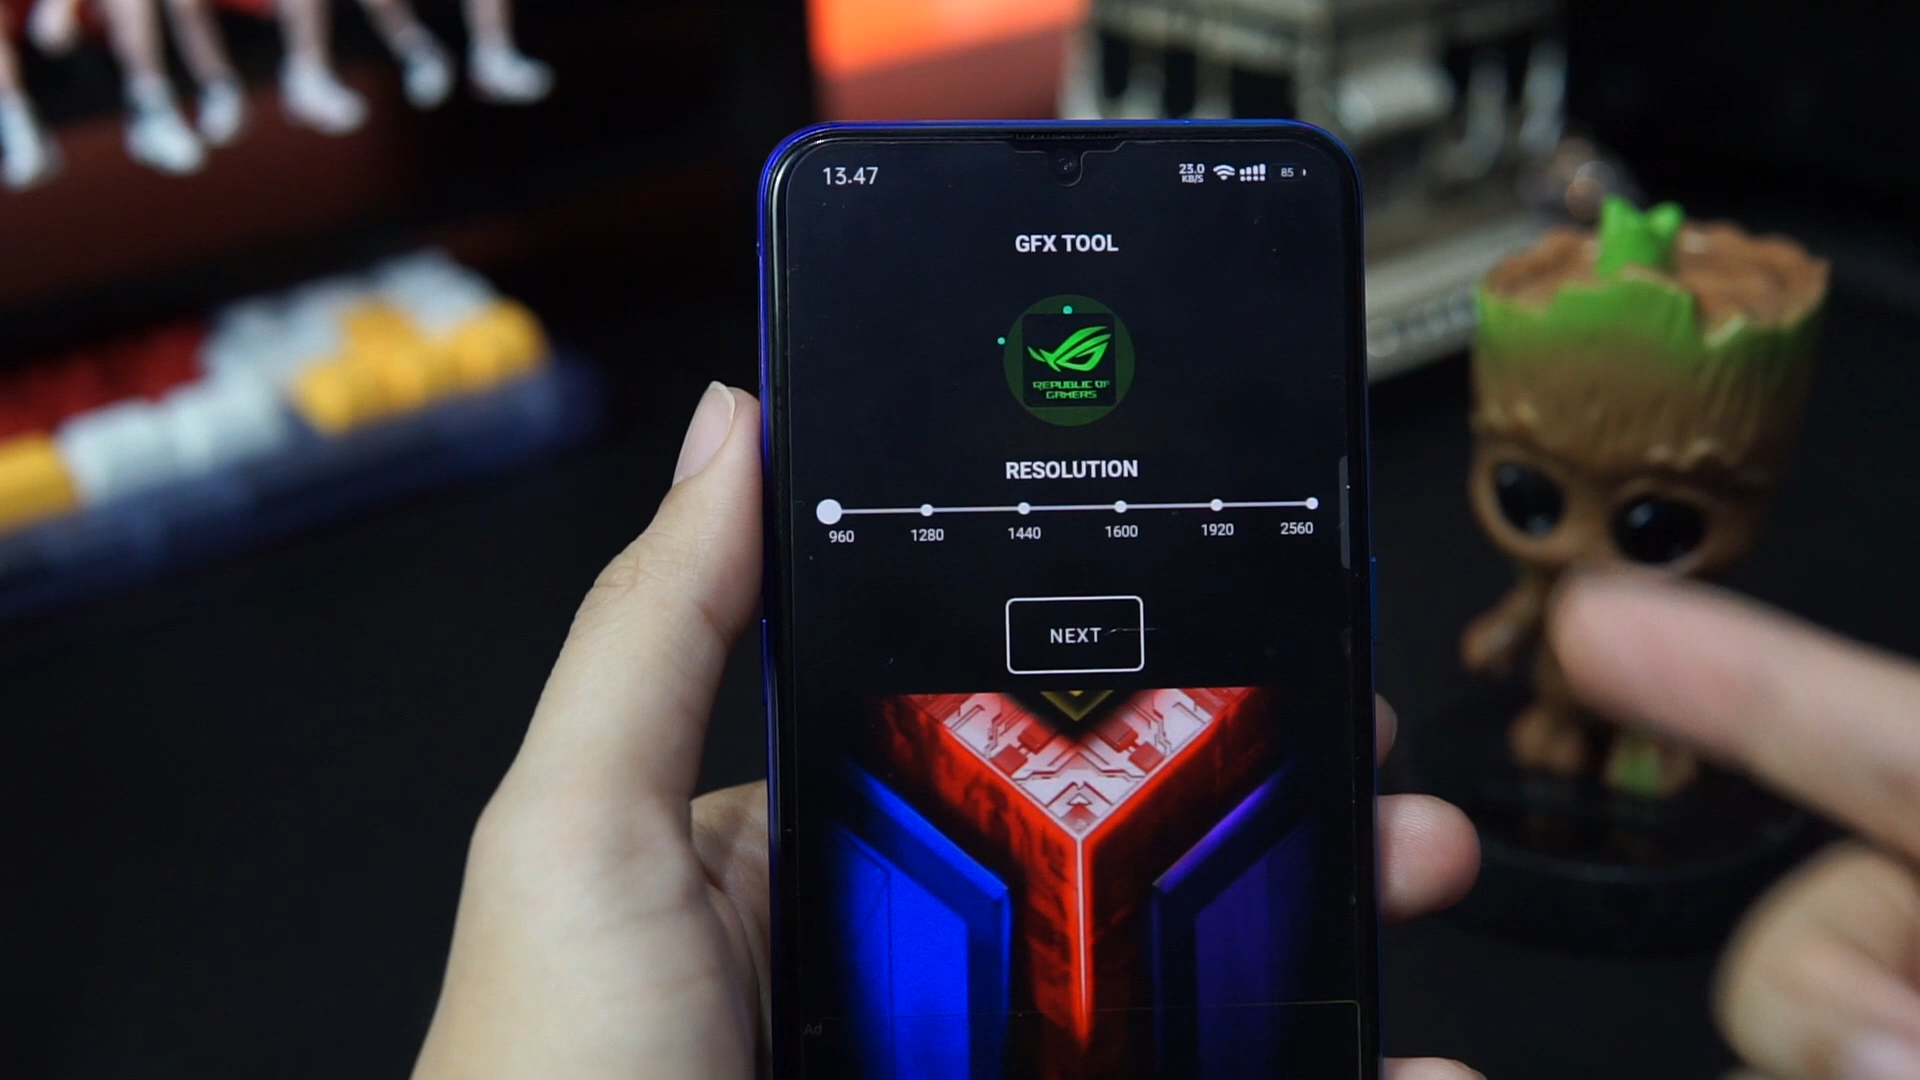 13.47
23.0
KB/S
85
GFX TOOL
REPUBLIC OF
GAMERS
RESOLUTION
960 1280 1440 1600 1920 2560
NEXT
Ad